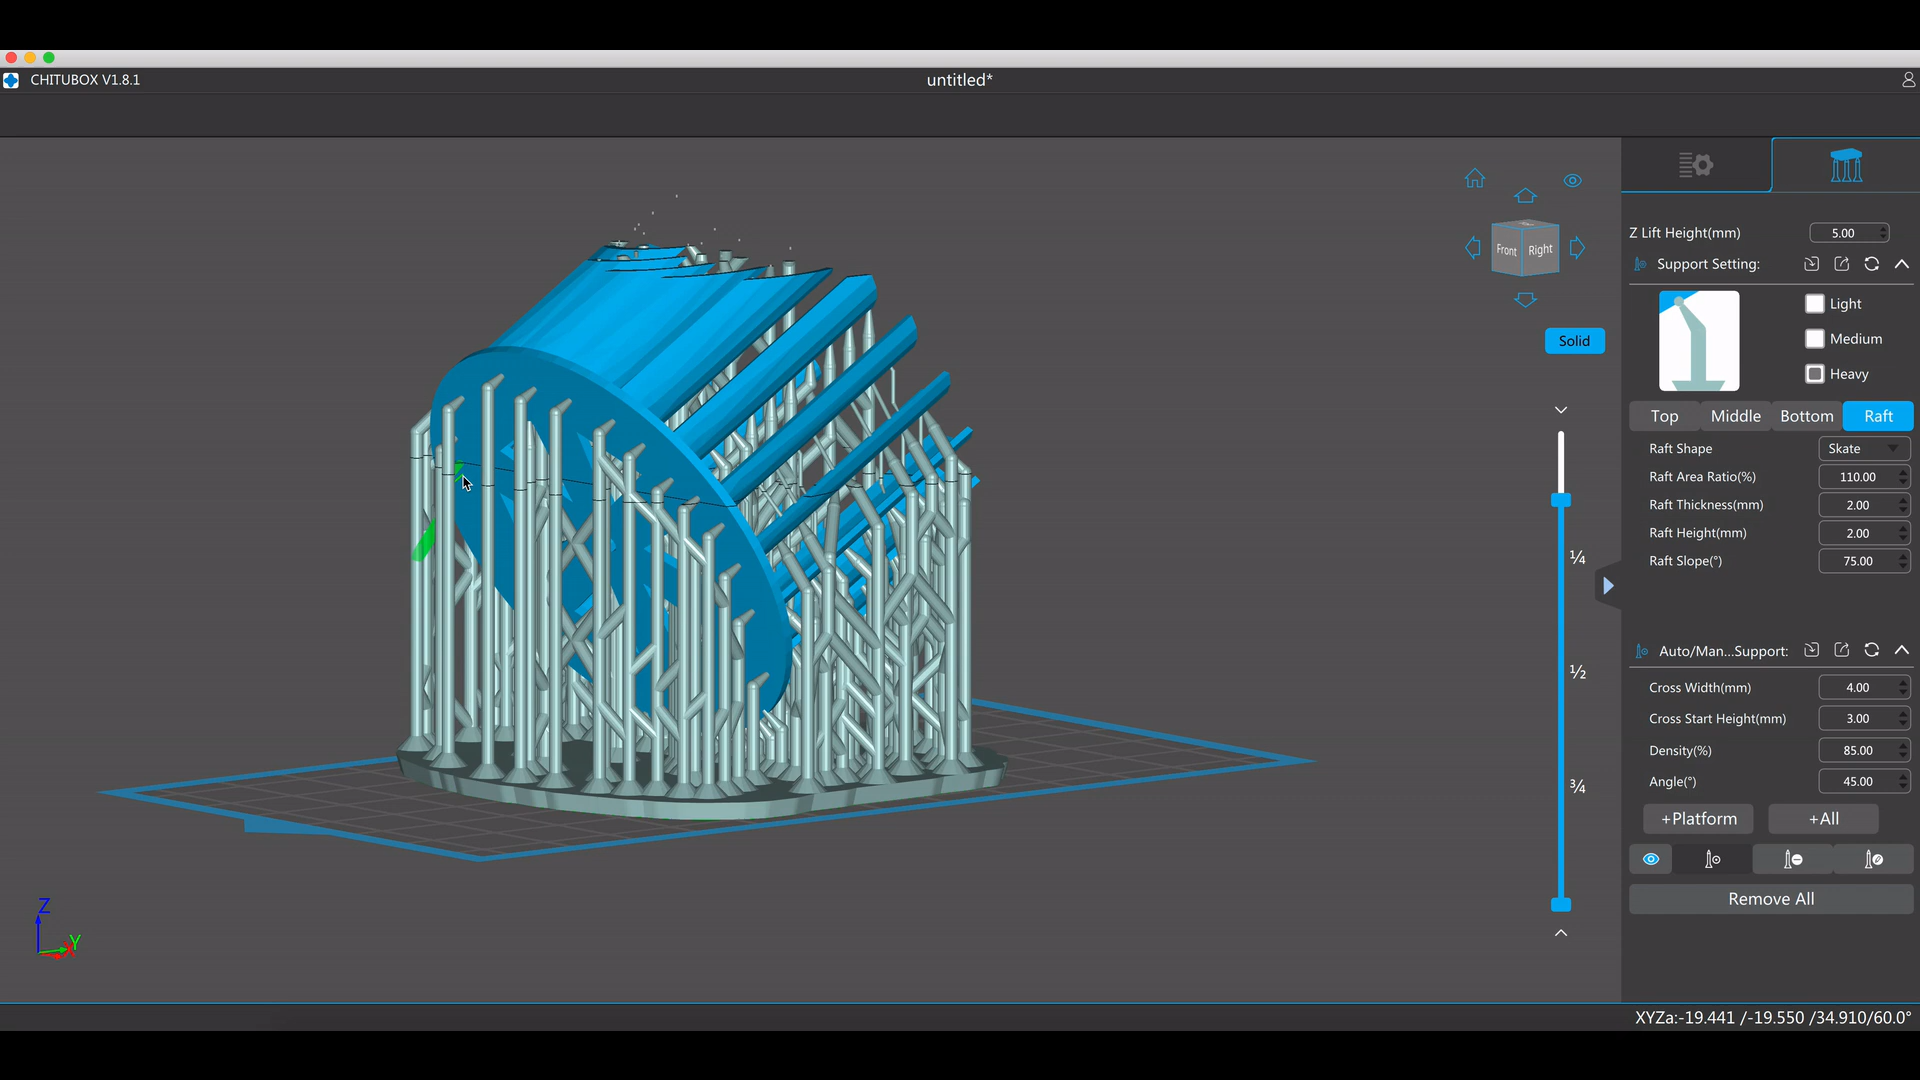 CHITUBOX V1.8.1
untitled*
Z Lift Height(mm)
5.00
Support Setting:
Light
Medium
Heavy
Top
Middle
Bottom
Raft
Raft Shape
Skate
Raft Area Ratio(%)
110.00
Raft Thickness(mm)
2.00
Raft Height(mm)
2.00
Raft Slope(°)
75.00
Front
Right
Solid
¼
½
¾
Auto/Man...Support:
Cross Width(mm)
4.00
Cross Start Height(mm)
3.00
Density(%)
85.00
Angle(°)
45.00
+Platform
+All
Remove All
Z
Y
X
XYZa:-19.441 /-19.550 /34.910/60.0°